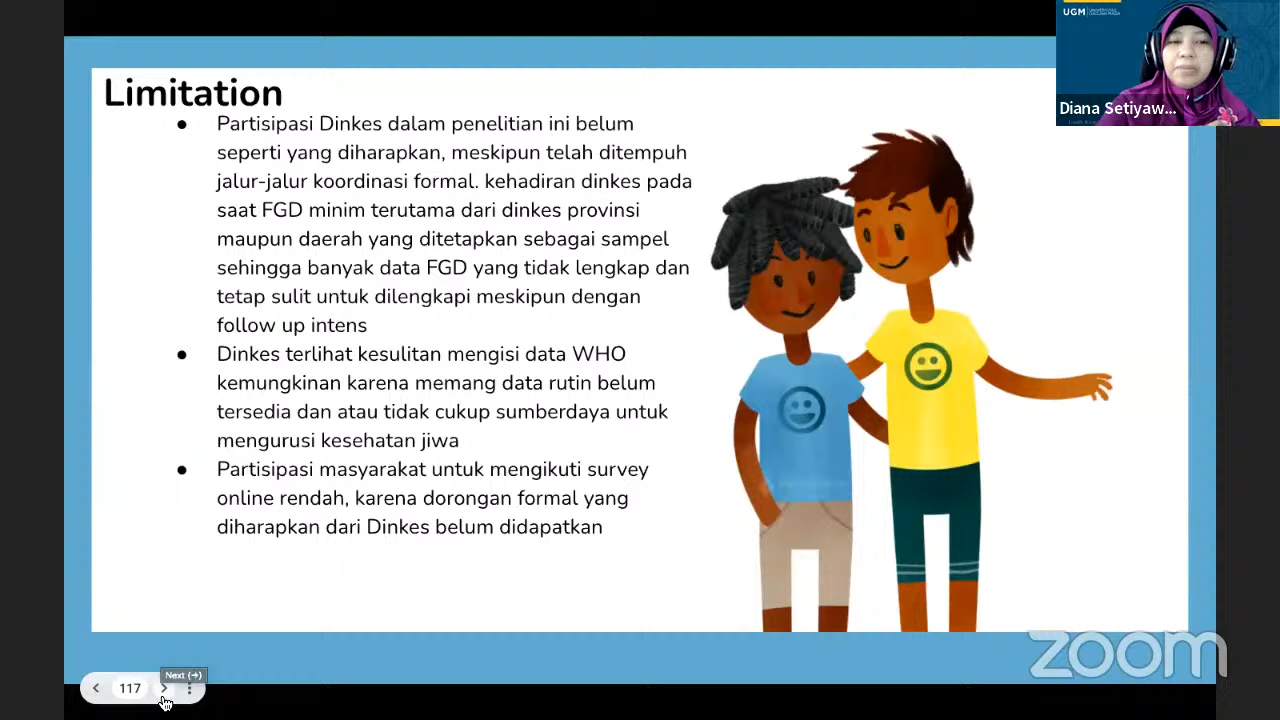 UGM
Diana Setiyaw...
Limitation
● Partisipasi Dinkes dalam penelitian ini belum
seperti yang diharapkan, meskipun telah ditempuh
jalur-jalur koordinasi formal. kehadiran dinkes pada
saat FGD minim terutama dari dinkes provinsi
maupun daerah yang ditetapkan sebagai sampel
sehingga banyak data FGD yang tidak lengkap dan
tetap sulit untuk dilengkapi meskipun dengan
follow up intens
● Dinkes terlihat kesulitan mengisi data WHO
kemungkinan karena memang data rutin belum
tersedia dan atau tidak cukup sumberdaya untuk
mengurusi kesehatan jiwa
● Partisipasi masyarakat untuk mengikuti survey
online rendah, karena dorongan formal yang
diharapkan dari Dinkes belum didapatkan
zoom
Next (→)
117